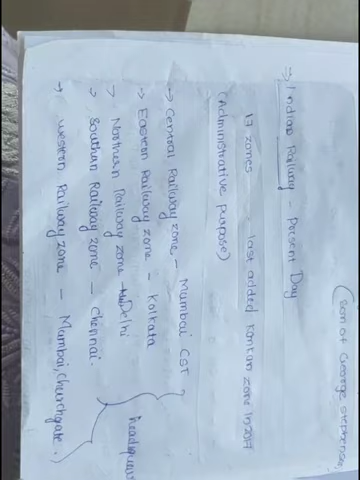 (Son of George Stephenson
⇒ Indian Railway - Present Day
17 zones - last added Konkan zone in 2017
(Administrative purpose)
→ Central Railway zone - Mumbai CST
→ Eastern Railway zone - Kolkata
→ Northern Railway zone - Delhi
→ Southern Railway zone - Chennai.
→ Western Railway zone - Mumbai, Churchgate.